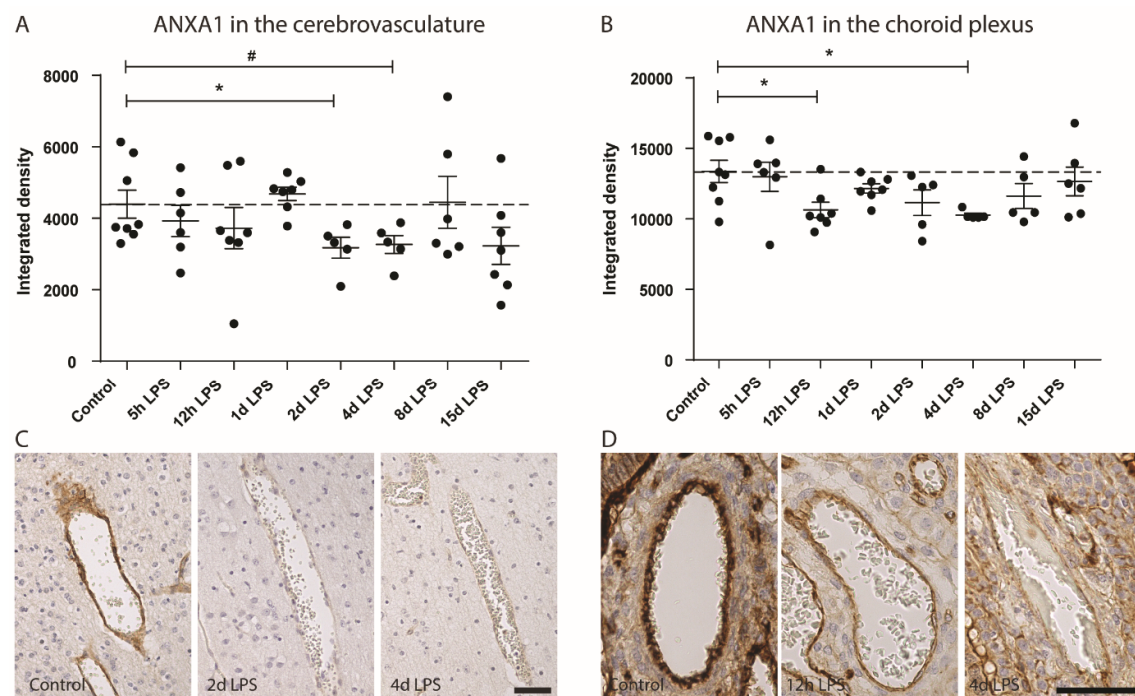 A
ANXA1 in the cerebrovasculature
#
*
8000
6000
4000
2000
0
Integrated density
Control
5h LPS
12h LPS
1d LPS
2d LPS
4d LPS
8d LPS
15d LPS
B
ANXA1 in the choroid plexus
*
*
20000
15000
10000
5000
0
Integrated density
Control
5h LPS
12h LPS
1d LPS
2d LPS
4d LPS
8d LPS
15d LPS
C
Control
2d LPS
4d LPS
D
Control
12h LPS
4d LPS